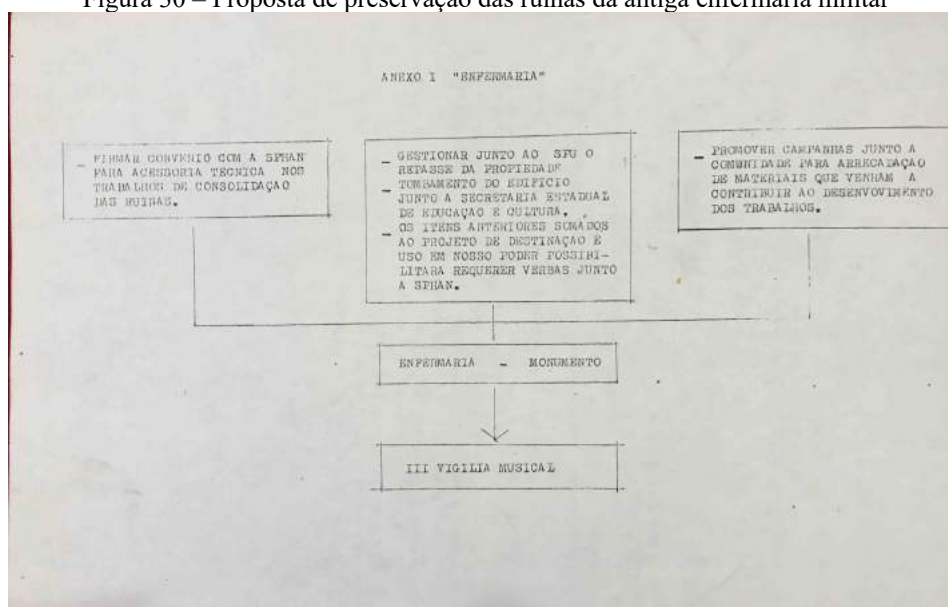 Figura 30 – Proposta de preservação das ruínas da antiga enfermaria militar
ANEXO I "ENFERMARIA"
- FIRMAR CONVENIO COM A SPHAN
PARA ACESSORIA TECNICA NOS
TRABALHOS DE CONSOLIDAÇAO
DAS RUINAS.
- GESTIONAR JUNTO AO SPU O
REPASSE DA PROPIEDADE
- TOMBAMENTO DO EDIFICIO
JUNTO A SECRETARIA ESTADUAL
DE EDUCAÇAO E CULTURA.
- OS ITENS ANTERIORES SOMADOS
AO PROJETO DE DESTINAÇAO E
USO EM NOSSO PODER POSSIBI-
LITARA REQUERER VERBAS JUNTO
A SPHAN.
- PROMOVER CAMPANHAS JUNTO A
COMUNIDADE PARA ARRECADAÇAO
DE MATERIAIS QUE VENHAM A
CONTRIBUIR AO DESENVOVIMENTO
DOS TRABALHOS.
ENFERMARIA - MONUMENTO
III VIGILIA MUSICAL